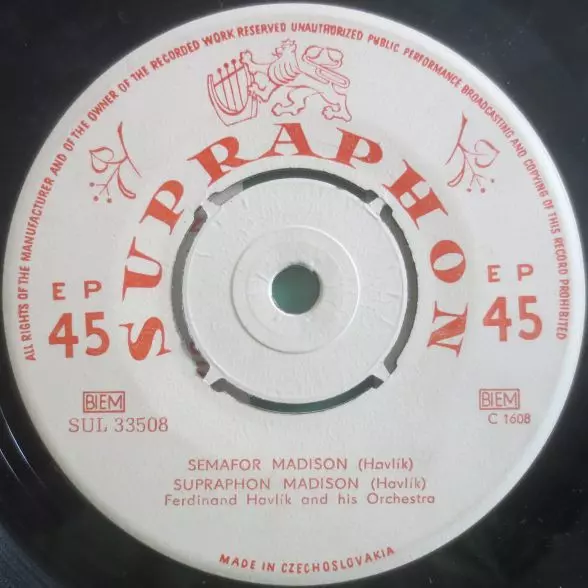 ALL RIGHTS OF THE MANUFACTURER AND OF THE OWNER OF THE RECORDED WORK RESERVED UNAUTHORIZED PUBLIC PERFORMANCE BROADCASTING AND COPYING OF THIS RECORD PROHIBITED
SUPRAPHON
EP
45
EP
45
BIEM
SUL 33508
BIEM
C 1608
SEMAFOR MADISON (Havlík)
SUPRAPHON MADISON (Havlík)
Ferdinand Havlík and his Orchestra
MADE IN CZECHOSLOVAKIA